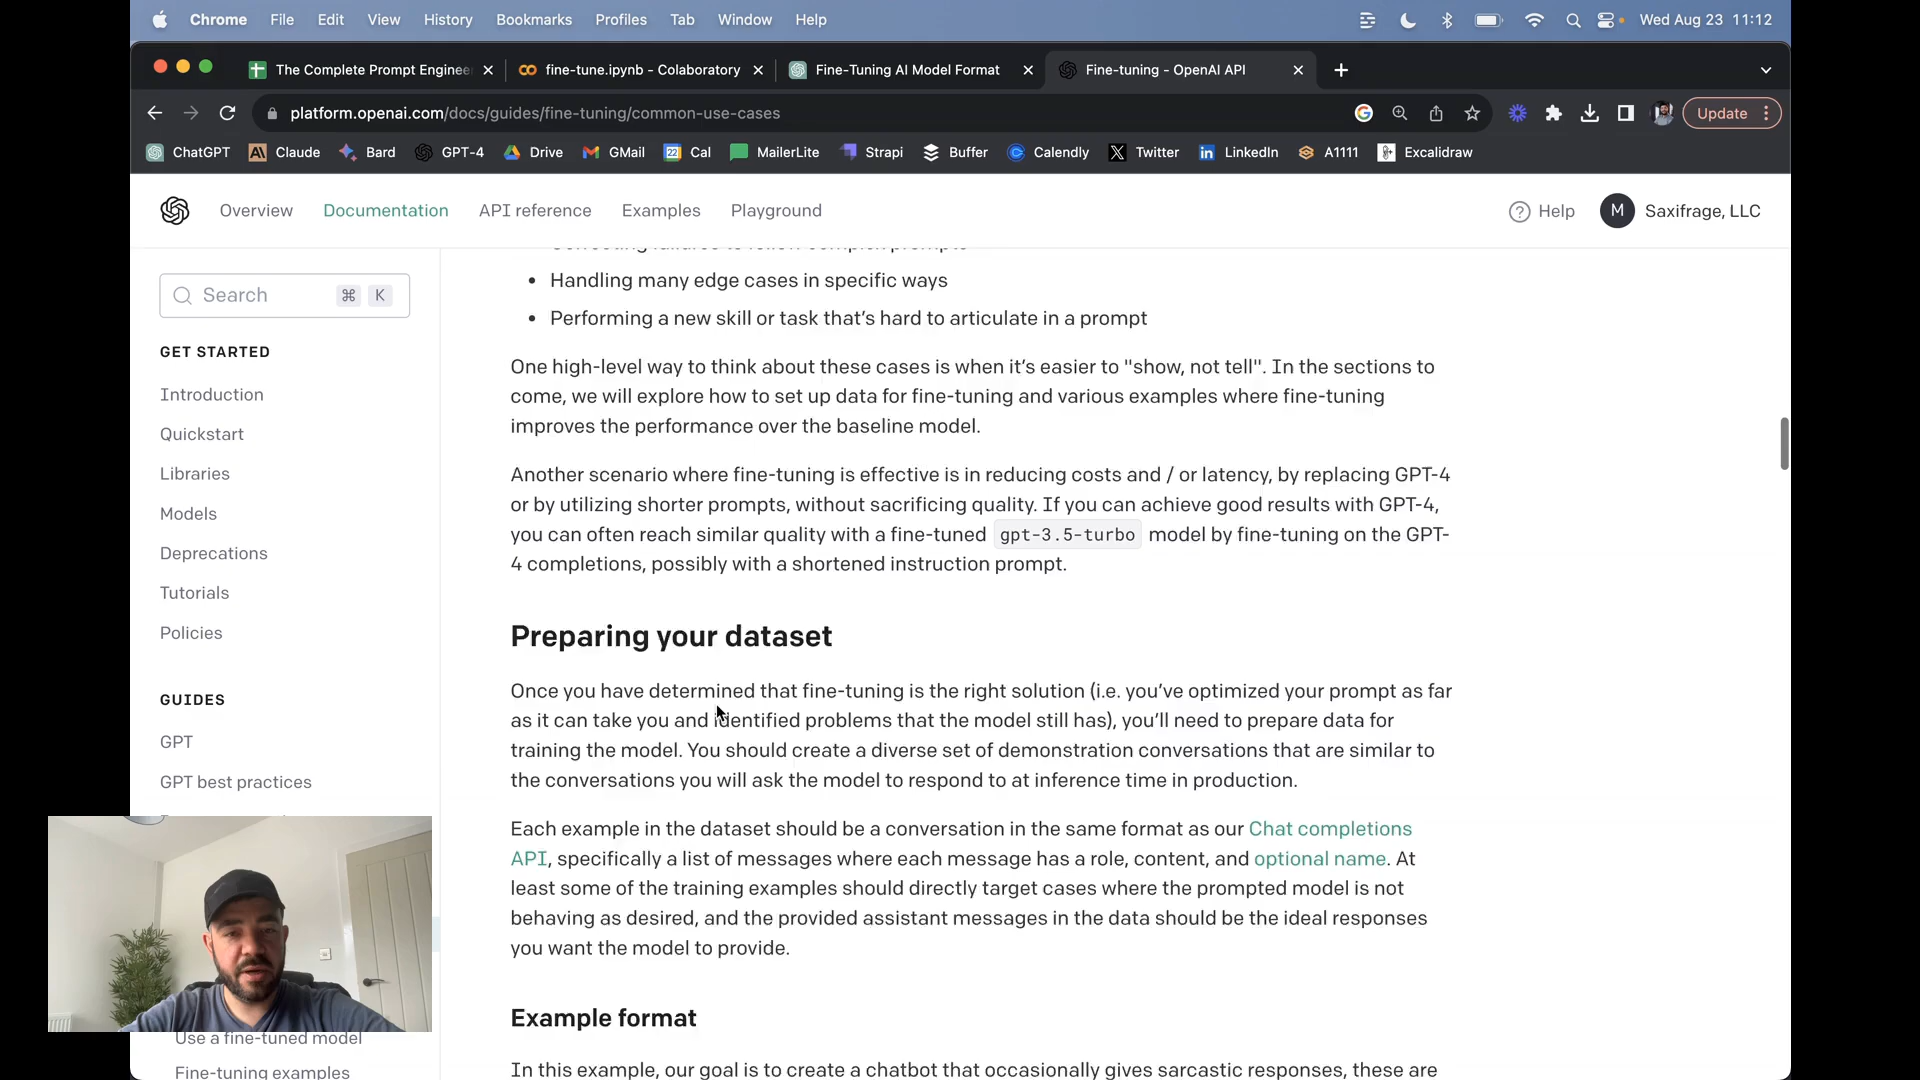 Chrome File Edit View History Bookmarks Profiles Tab Window Help Wed Aug 23 11:12
The Complete Prompt Enginee fine-tune.ipynb - Colaboratory Fine-Tuning AI Model Format Fine-tuning - OpenAI API
platform.openai.com/docs/guides/fine-tuning/common-use-cases Update
ChatGPT Claude Bard GPT-4 Drive GMail 22 Cal MailerLite Strapi Buffer Calendly Twitter LinkedIn A1111 Excalidraw
Overview Documentation API reference Examples Playground Help M Saxifrage, LLC
Search ⌘ K
GET STARTED
Introduction
Quickstart
Libraries
Models
Deprecations
Tutorials
Policies
GUIDES
GPT
GPT best practices
Use a fine-tuned model
Fine-tuning examples
• Handling many edge cases in specific ways
• Performing a new skill or task that's hard to articulate in a prompt
One high-level way to think about these cases is when it's easier to "show, not tell". In the sections to
come, we will explore how to set up data for fine-tuning and various examples where fine-tuning
improves the performance over the baseline model.
Another scenario where fine-tuning is effective is in reducing costs and / or latency, by replacing GPT-4
or by utilizing shorter prompts, without sacrificing quality. If you can achieve good results with GPT-4,
you can often reach similar quality with a fine-tuned gpt-3.5-turbo model by fine-tuning on the GPT-
4 completions, possibly with a shortened instruction prompt.
Preparing your dataset
Once you have determined that fine-tuning is the right solution (i.e. you've optimized your prompt as far
as it can take you and identified problems that the model still has), you'll need to prepare data for
training the model. You should create a diverse set of demonstration conversations that are similar to
the conversations you will ask the model to respond to at inference time in production.
Each example in the dataset should be a conversation in the same format as our Chat completions
API, specifically a list of messages where each message has a role, content, and optional name. At
least some of the training examples should directly target cases where the prompted model is not
behaving as desired, and the provided assistant messages in the data should be the ideal responses
you want the model to provide.
Example format
In this example, our goal is to create a chatbot that occasionally gives sarcastic responses, these are